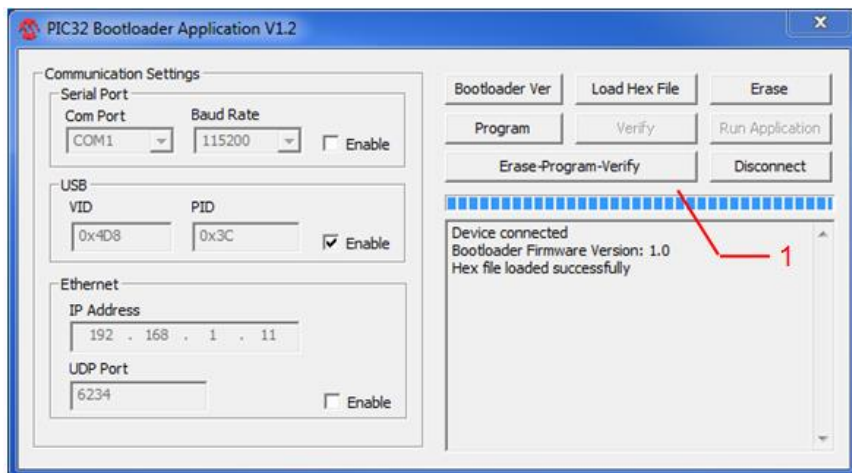 PIC32 Bootloader Application V1.2
x
Communication Settings
Serial Port
Com Port Baud Rate
COM1 115200 Enable
USB
VID PID
0x4D8 0x3C Enable
Ethernet
IP Address
192 . 168 . 1 . 11
UDP Port
6234 Enable
Bootloader Ver Load Hex File Erase
Program Verify Run Application
Erase-Program-Verify Disconnect
Device connected
Bootloader Firmware Version: 1.0
Hex file loaded successfully
1